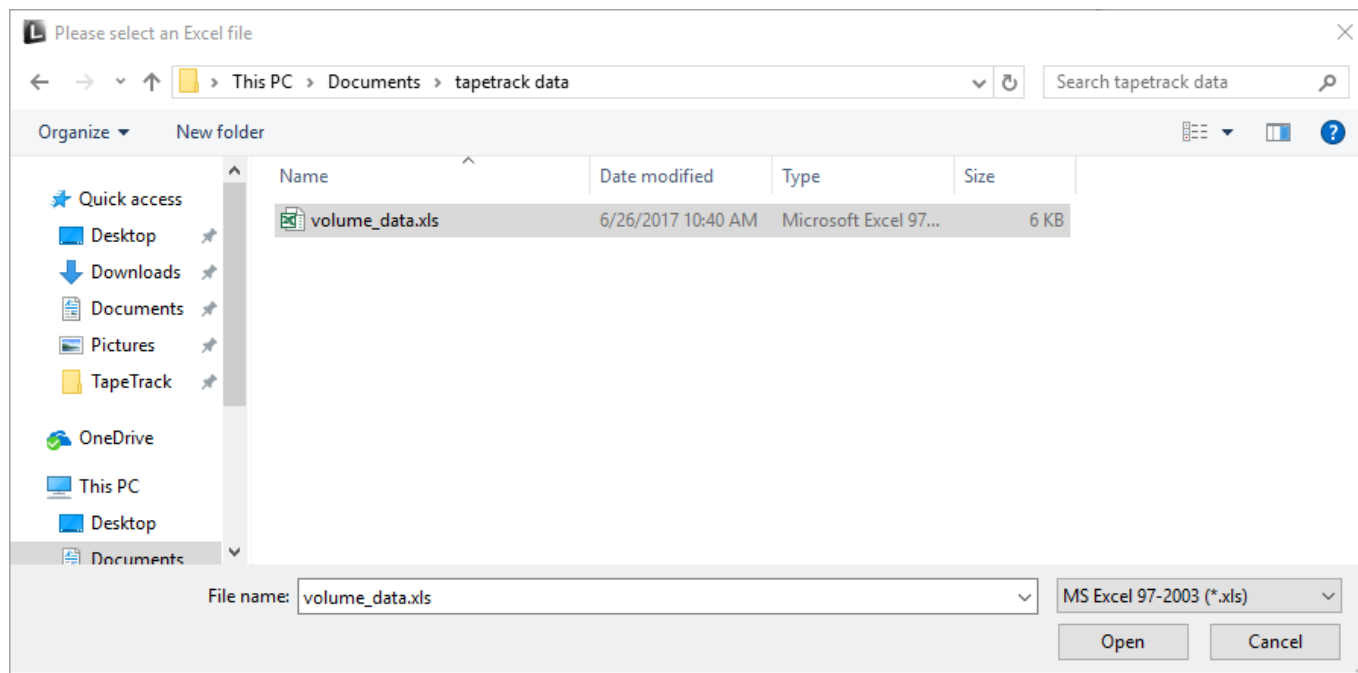 L Please select an Excel file
This PC > Documents > tapetrack data
Search tapetrack data
Organize
New folder
?
Name Date modified Type Size
volume_data.xls 6/26/2017 10:40 AM Microsoft Excel 97... 6 KB
Quick access
Desktop
Downloads
Documents
Pictures
TapeTrack
OneDrive
This PC
Desktop
Documents
File name: volume_data.xls MS Excel 97-2003 (*.xls)
Open Cancel